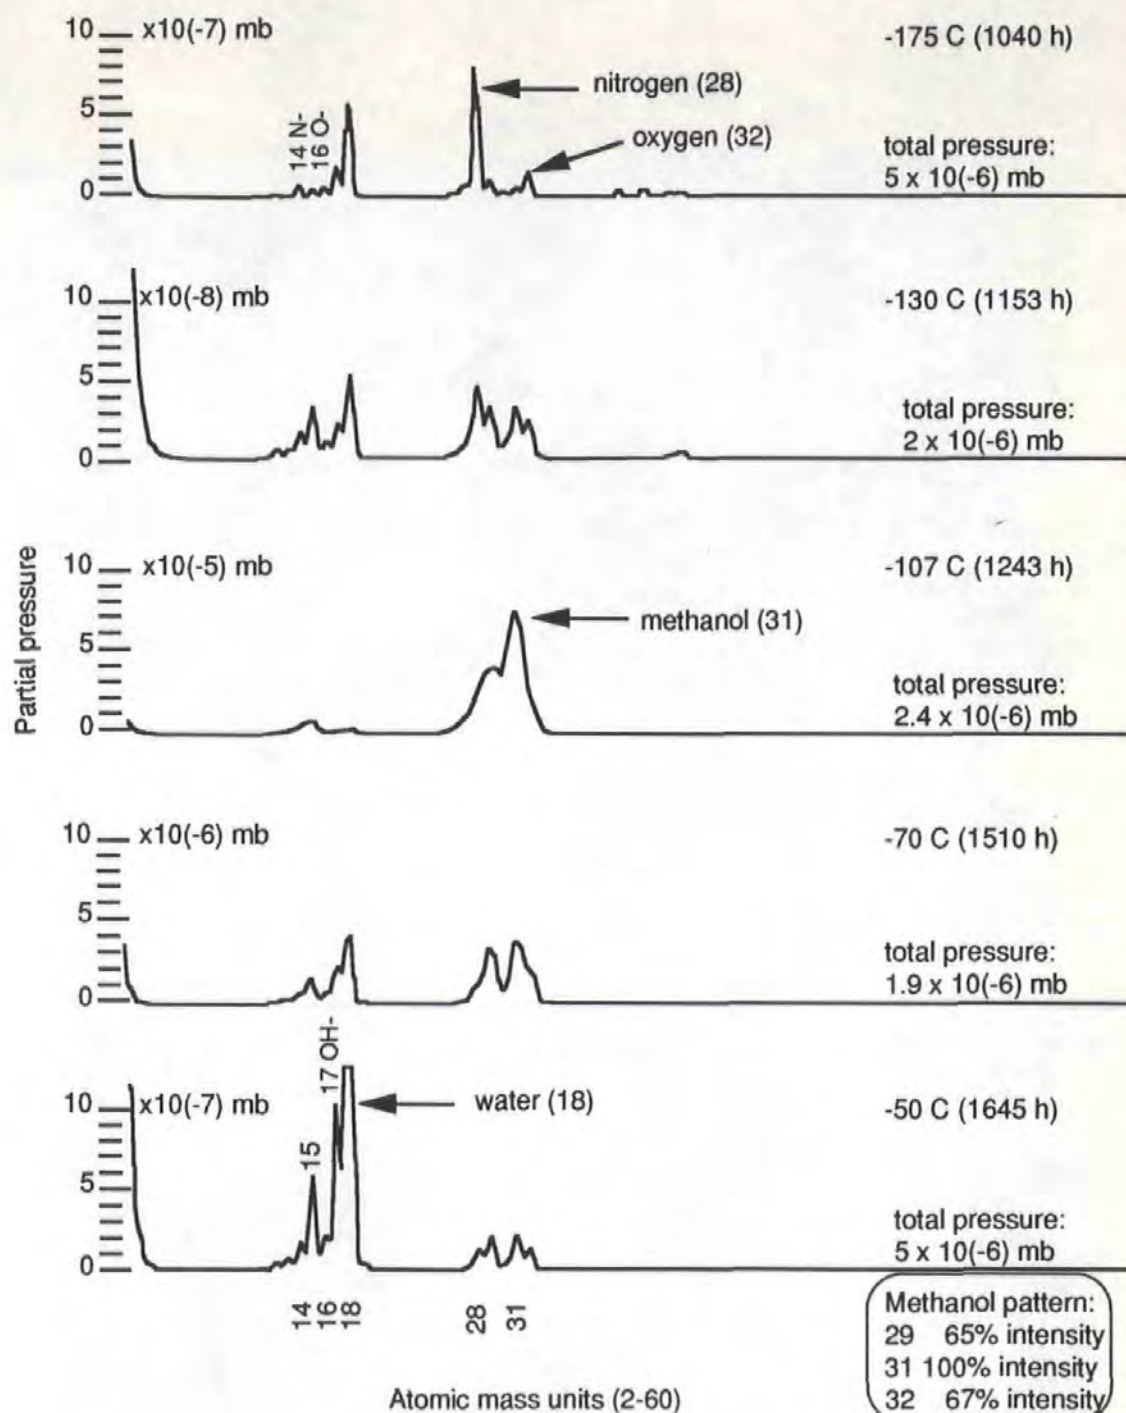 10 x10(-7) mb
-175 C (1040 h)
nitrogen (28)
5
14 N-
16 O-
oxygen (32)
total pressure:
0
5 x 10(-6) mb
10 x10(-8) mb
-130 C (1153 h)
5
total pressure:
0
2 x 10(-6) mb
Partial pressure
10 x10(-5) mb
-107 C (1243 h)
methanol (31)
5
total pressure:
0
2.4 x 10(-6) mb
10 x10(-6) mb
-70 C (1510 h)
5
total pressure:
0
1.9 x 10(-6) mb
17 OH-
10 x10(-7) mb
water (18)
-50 C (1645 h)
15
5
total pressure:
0
5 x 10(-6) mb
14 16 18 28 31
Methanol pattern:
29 65% intensity
31 100% intensity
32 67% intensity
Atomic mass units (2-60)